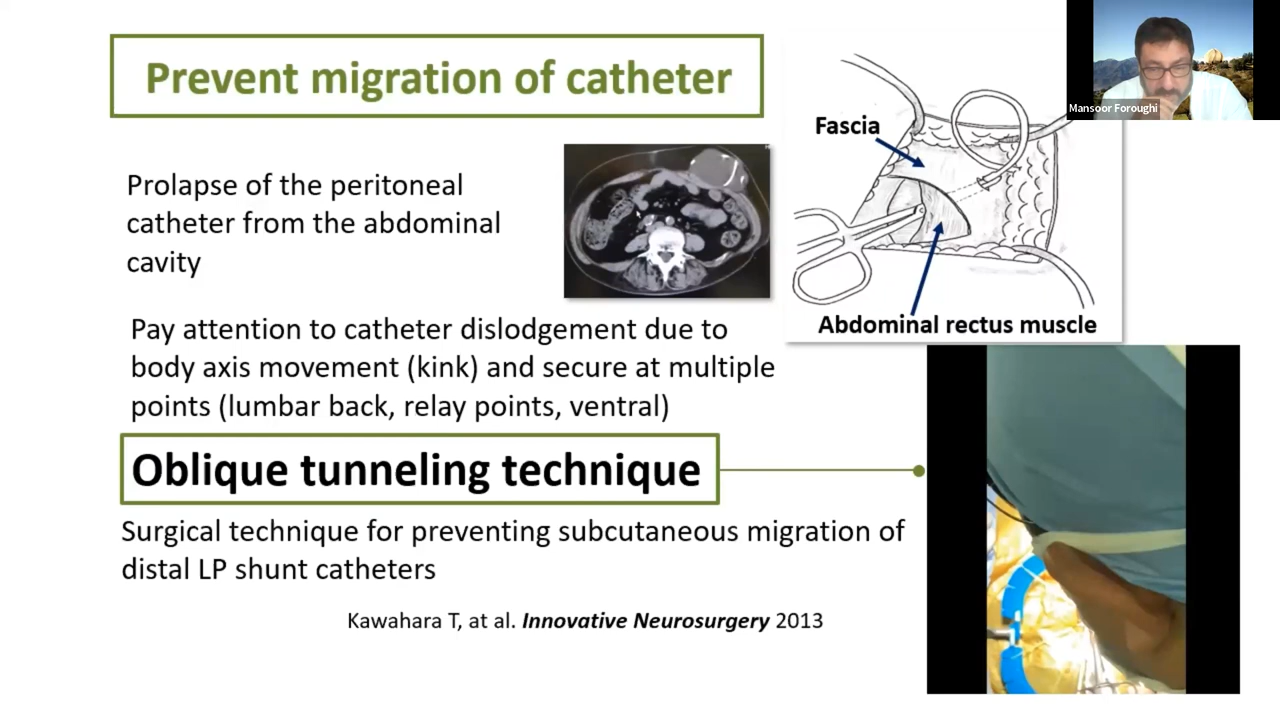 Prevent migration of catheter
Mansoor Foroughi
Fascia
Prolapse of the peritoneal
catheter from the abdominal
cavity
Abdominal rectus muscle
Pay attention to catheter dislodgement due to
body axis movement (kink) and secure at multiple
points (lumbar back, relay points, ventral)
Oblique tunneling technique
Surgical technique for preventing subcutaneous migration of
distal LP shunt catheters
Kawahara T, at al. Innovative Neurosurgery 2013